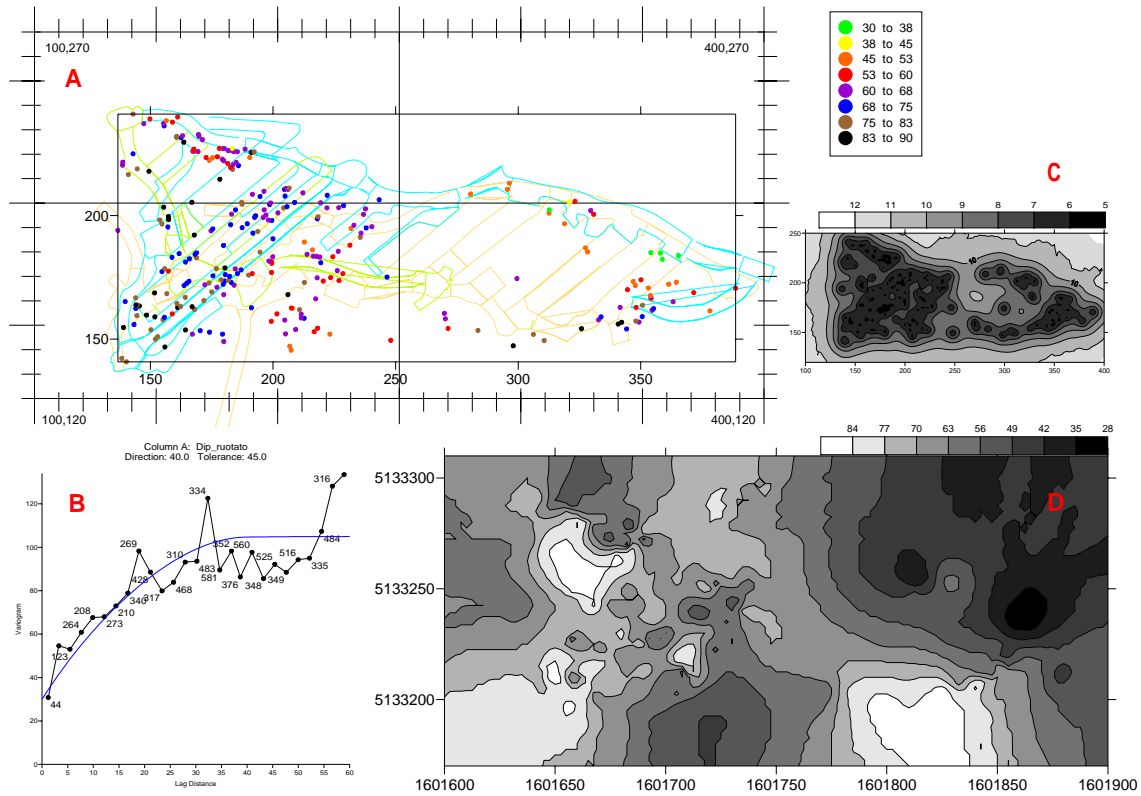 100,270
400,270
A
200
150
150
200
250
300
350
100,120
400,120
30 to 38
38 to 45
45 to 53
53 to 60
60 to 68
68 to 75
75 to 83
83 to 90
C
12 11 10 9 8 7 6 5
250
200
150
10
10
100 150 200 250 300 350 400
Column A: Dip_ruotato
Direction: 40.0 Tolerance: 45.0
B
Variogram
120
100
80
60
40
20
0
44
123
264
208
273
210
340
269
428
317
468
310
483
334
581
352
376
560
348
525
349
516
335
484
316
0 5 10 15 20 25 30 35 40 45 50 55 60
Lag Distance
84 77 70 63 56 49 42 35 28
D
5133300
5133250
5133200
1601600 1601650 1601700 1601750 1601800 1601850 1601900